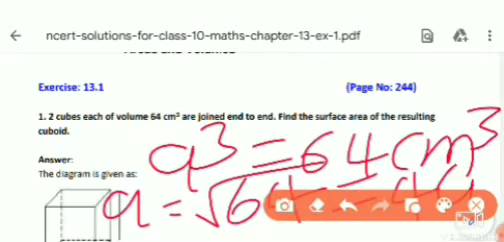 ncert-solutions-for-class-10-maths-chapter-13-ex-1.pdf
Exercise: 13.1
(Page No: 244)
1. 2 cubes each of volume 64 cm³ are joined end to end. Find the surface area of the resulting
cuboid.
Answer:
The diagram is given as:
a³ = 64 cm³
a = √64 =